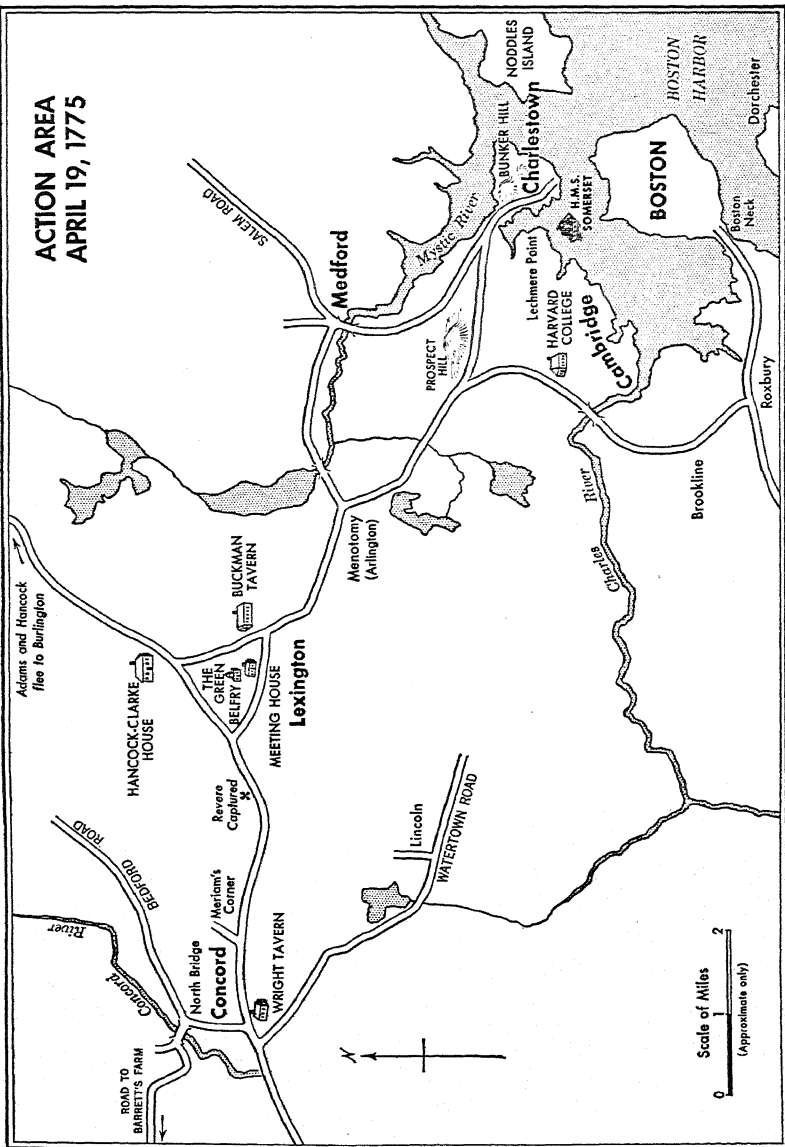 ACTION AREA
APRIL 19, 1775
Adams and Hancock
flee to Burlington
SALEM ROAD
NODDLES
ISLAND
BOSTON
HARBOR
Dorchester
BUNKER HILL
Charlestown
Mystic River
Medford
H.M.S.
SOMERSET
BOSTON
Boston
Neck
Lechmere Point
HARVARD
COLLEGE
Cambridge
PROSPECT
HILL
Roxbury
Brookline
Charles River
Menotomy
(Arlington)
BUCKMAN
TAVERN
HANCOCK-CLARKE
HOUSE
THE
GREEN
BELFRY
MEETING HOUSE
Lexington
Revere
Captured
BEDFORD ROAD
Meriam's
Corner
Lincoln
WATERTOWN ROAD
Concord River
North Bridge
Concord
WRIGHT TAVERN
ROAD TO
BARRETT'S FARM
N
Scale of Miles
0 1 2
(Approximate only)